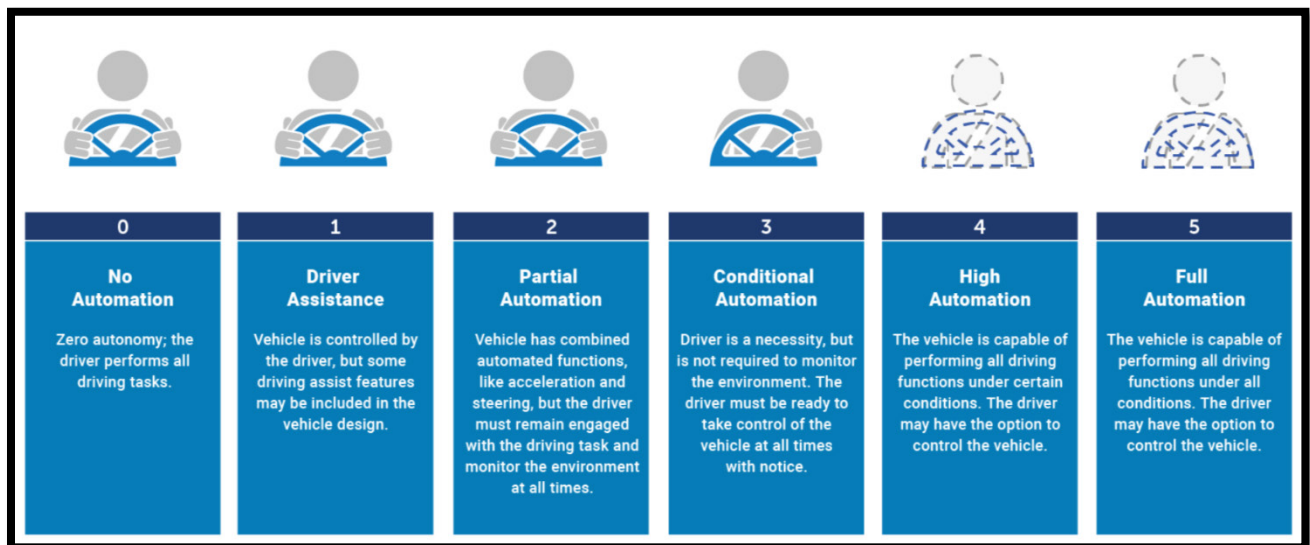 0
No
Automation
Zero autonomy; the
driver performs all
driving tasks.
1
Driver
Assistance
Vehicle is controlled by
the driver, but some
driving assist features
may be included in the
vehicle design.
2
Partial
Automation
Vehicle has combined
automated functions,
like acceleration and
steering, but the driver
must remain engaged
with the driving task and
monitor the environment
at all times.
3
Conditional
Automation
Driver is a necessity, but
is not required to monitor
the environment. The
driver must be ready to
take control of the
vehicle at all times
with notice.
4
High
Automation
The vehicle is capable of
performing all driving
functions under certain
conditions. The driver
may have the option to
control the vehicle.
5
Full
Automation
The vehicle is capable of
performing all driving
functions under all
conditions. The driver
may have the option to
control the vehicle.